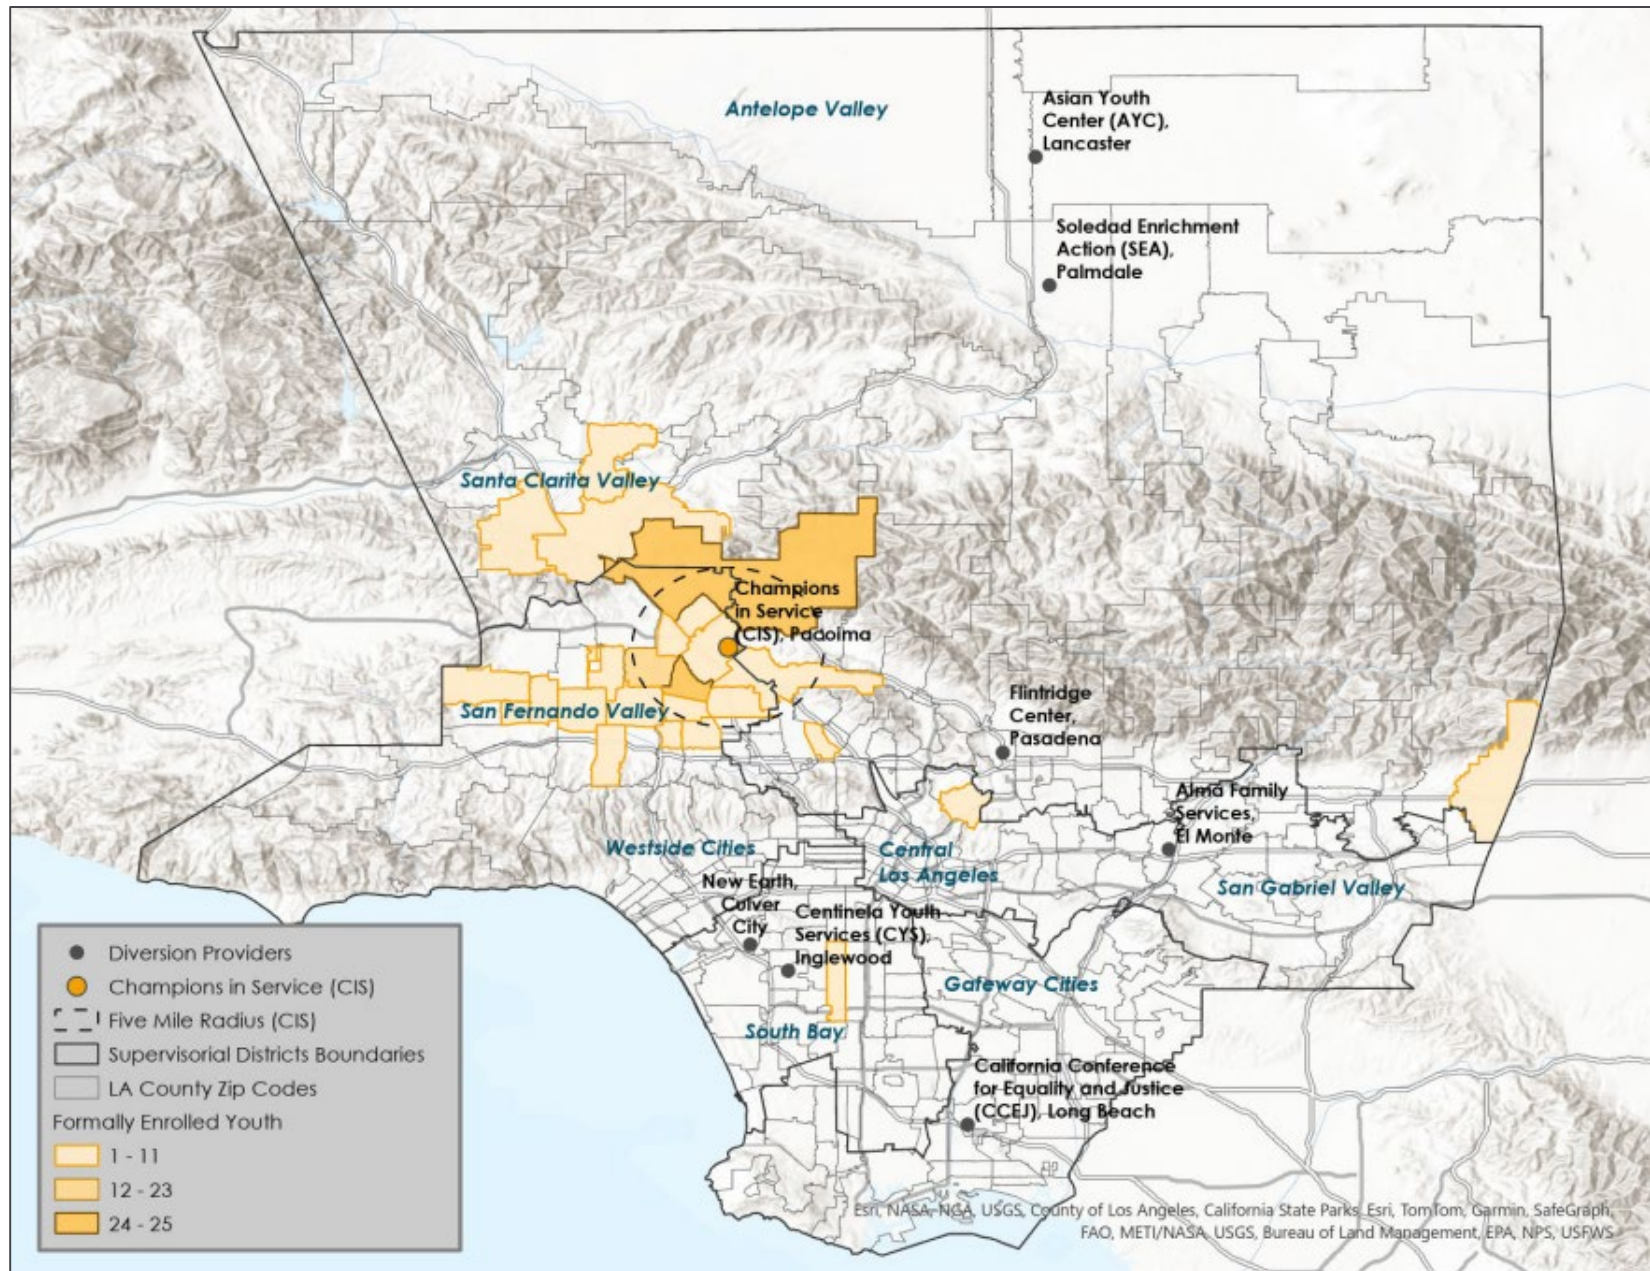 Antelope Valley
Asian Youth
Center (AYC),
Lancaster
Soledad Enrichment
Action (SEA),
Palmdale
Santa Clarita Valley
Champions
in Service
(CIS), Pacoima
San Fernando Valley
Flintridge
Center,
Pasadena
Alma Family
Services,
El Monte
Westside Cities
Central
Los Angeles
San Gabriel Valley
New Earth,
Culver
City
Centinela Youth
Services (CYS),
Inglewood
Gateway Cities
South Bay
California Conference
for Equality and Justice
(CCEJ), Long Beach
Diversion Providers
Champions in Service (CIS)
Five Mile Radius (CIS)
Supervisorial Districts Boundaries
LA County Zip Codes
Formally Enrolled Youth
1 - 11
12 - 23
24 - 25
Esri, NASA, NGA, USGS, County of Los Angeles, California State Parks, Esri, TomTom, Garmin, SafeGraph,
FAO, METI/NASA, USGS, Bureau of Land Management, EPA, NPS, USFWS